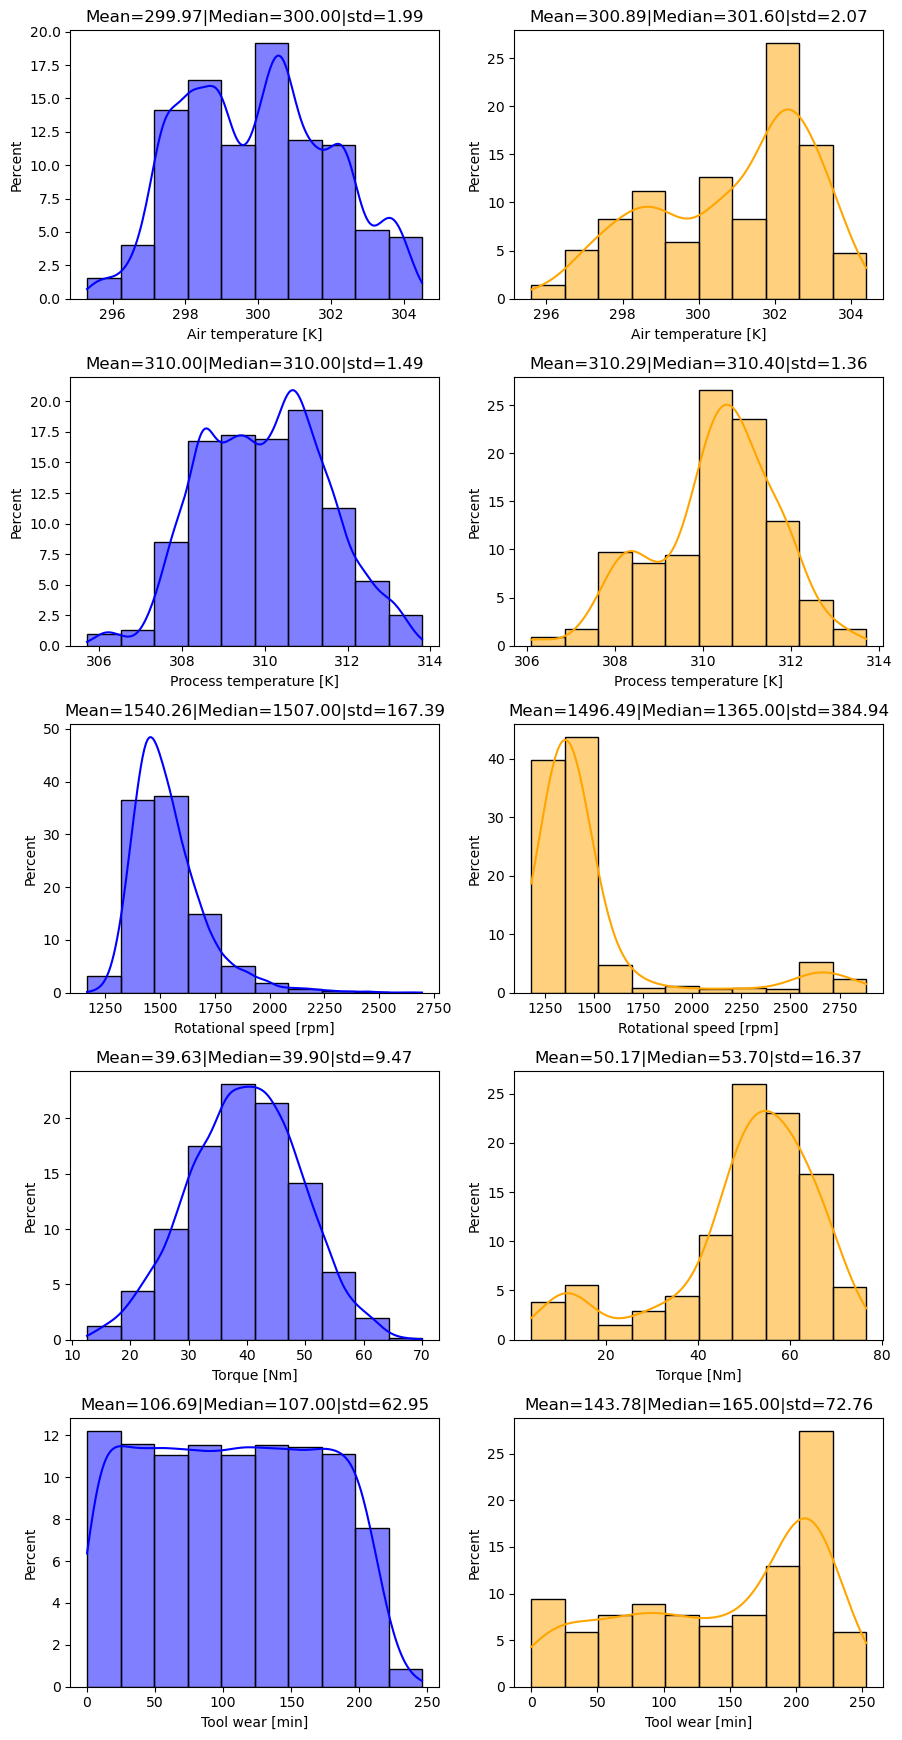 Mean=299.97|Median=300.00|std=1.99
Percent
20.0
17.5
15.0
12.5
10.0
7.5
5.0
2.5
0.0
296 298 300 302 304
Air temperature [K]
Mean=300.89|Median=301.60|std=2.07
Percent
25
20
15
10
5
0
296 298 300 302 304
Air temperature [K]
Mean=310.00|Median=310.00|std=1.49
Percent
20.0
17.5
15.0
12.5
10.0
7.5
5.0
2.5
0.0
306 308 310 312 314
Process temperature [K]
Mean=310.29|Median=310.40|std=1.36
Percent
25
20
15
10
5
0
306 308 310 312 314
Process temperature [K]
Mean=1540.26|Median=1507.00|std=167.39
Percent
50
40
30
20
10
0
1250 1500 1750 2000 2250 2500 2750
Rotational speed [rpm]
Mean=1496.49|Median=1365.00|std=384.94
Percent
40
30
20
10
0
1250 1500 1750 2000 2250 2500 2750
Rotational speed [rpm]
Mean=39.63|Median=39.90|std=9.47
Percent
20
15
10
5
0
10 20 30 40 50 60 70
Torque [Nm]
Mean=50.17|Median=53.70|std=16.37
Percent
25
20
15
10
5
0
20 40 60 80
Torque [Nm]
Mean=106.69|Median=107.00|std=62.95
Percent
12
10
8
6
4
2
0
0 50 100 150 200 250
Tool wear [min]
Mean=143.78|Median=165.00|std=72.76
Percent
25
20
15
10
5
0
0 50 100 150 200 250
Tool wear [min]